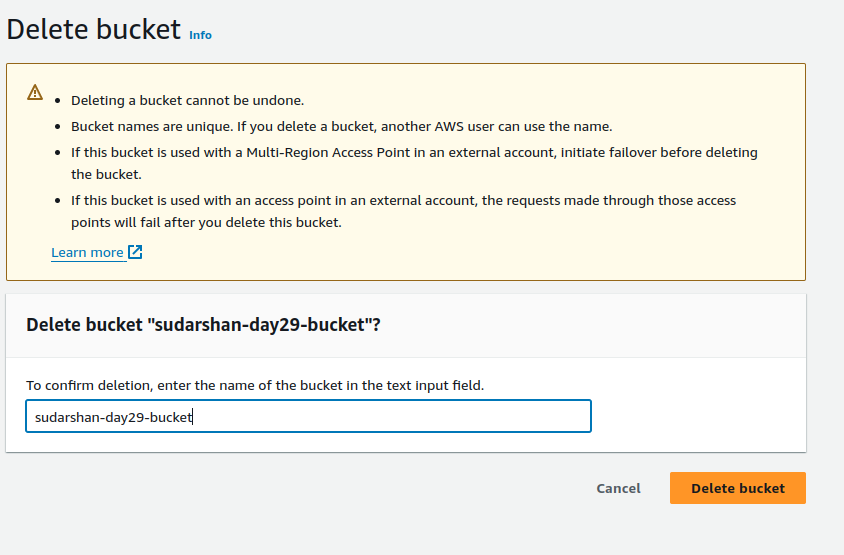 Delete bucket Info
• Deleting a bucket cannot be undone.
• Bucket names are unique. If you delete a bucket, another AWS user can use the name.
• If this bucket is used with a Multi-Region Access Point in an external account, initiate failover before deleting
the bucket.
• If this bucket is used with an access point in an external account, the requests made through those access
points will fail after you delete this bucket.
Learn more
Delete bucket "sudarshan-day29-bucket"?
To confirm deletion, enter the name of the bucket in the text input field.
sudarshan-day29-bucket
Cancel Delete bucket